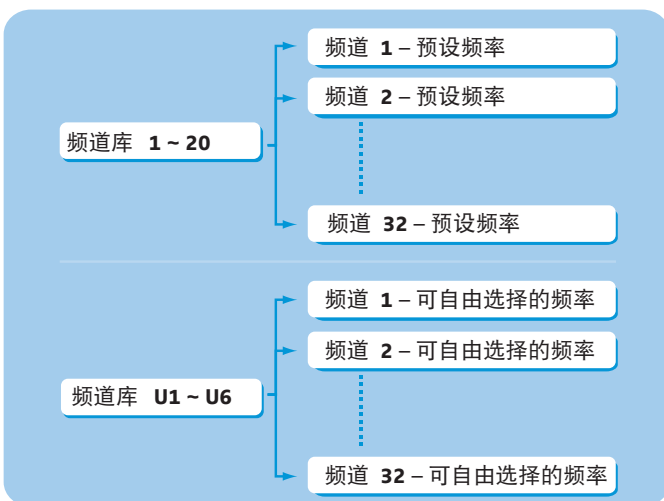 频道 1 – 预设频率
频道 2 – 预设频率
频道库 1 ~ 20
频道 32 – 预设频率
频道 1 – 可自由选择的频率
频道 2 – 可自由选择的频率
频道库 U1 ~ U6
频道 32 – 可自由选择的频率